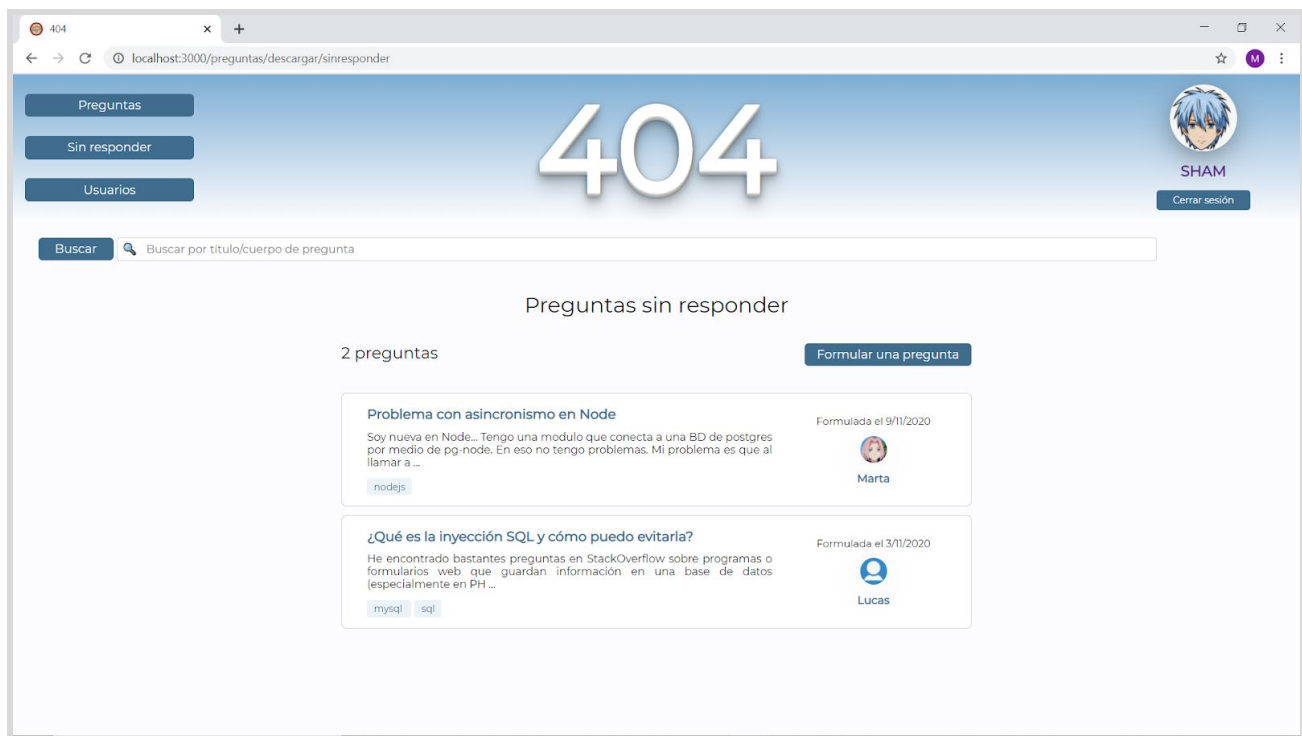 404
localhost:3000/preguntas/descargar/sinresponder
M
Preguntas
Sin responder
Usuarios
404
SHAM
Cerrar sesión
Buscar
Buscar por título/cuerpo de pregunta
Preguntas sin responder
2 preguntas
Formular una pregunta
Problema con asincronismo en Node
Soy nueva en Node... Tengo una modulo que conecta a una BD de postgres
por medio de pg-node. En eso no tengo problemas. Mi problema es que al
llamar a ...
nodejs
Formulada el 9/11/2020
Marta
¿Qué es la inyección SQL y cómo puedo evitarla?
He encontrado bastantes preguntas en StackOverflow sobre programas o
formularios web que guardan información en una base de datos
(especialmente en PH ...
mysql sql
Formulada el 3/11/2020
Lucas